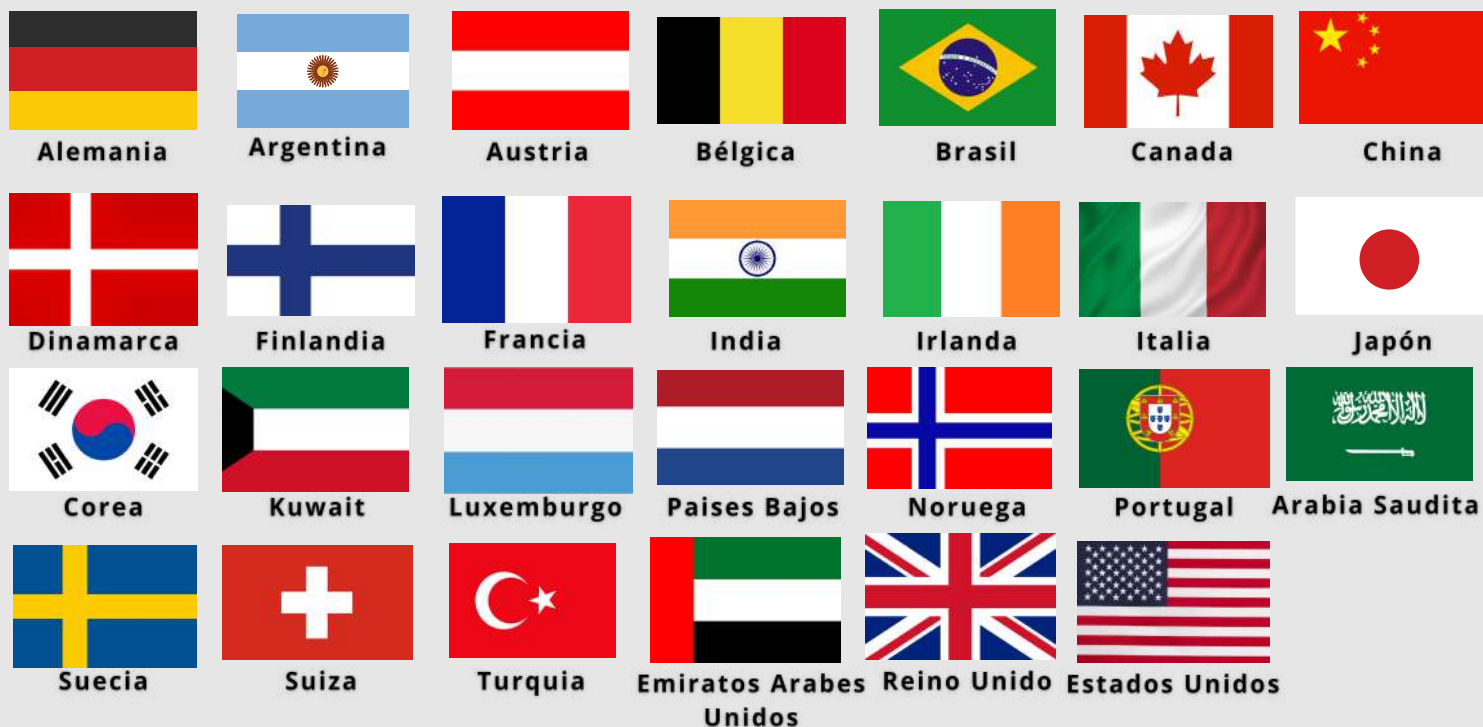 Alemania
Argentina
Austria
Bélgica
Brasil
Canada
China
Dinamarca
Finlandia
Francia
India
Irlanda
Italia
Japón
Corea
Kuwait
Luxemburgo
Paises Bajos
Noruega
Portugal
Arabia Saudita
Suecia
Suiza
Turquia
Emiratos Arabes
Unidos
Reino Unido
Estados Unidos